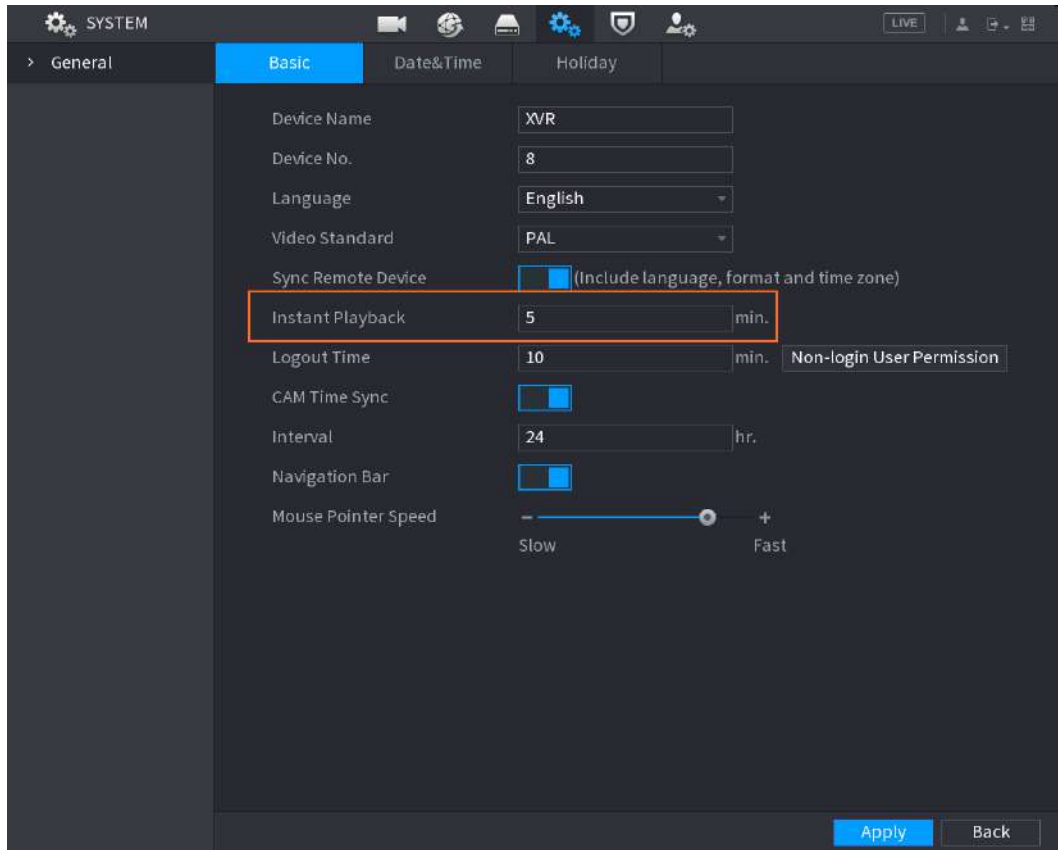 SYSTEM
LIVE
General
Basic Date&Time Holiday
Device Name XVR
Device No. 8
Language English
Video Standard PAL
Sync Remote Device (Include language, format and time zone)
Instant Playback 5 min.
Logout Time 10 min. Non-login User Permission
CAM Time Sync
Interval 24 hr.
Navigation Bar
Mouse Pointer Speed
Slow Fast
Apply Back